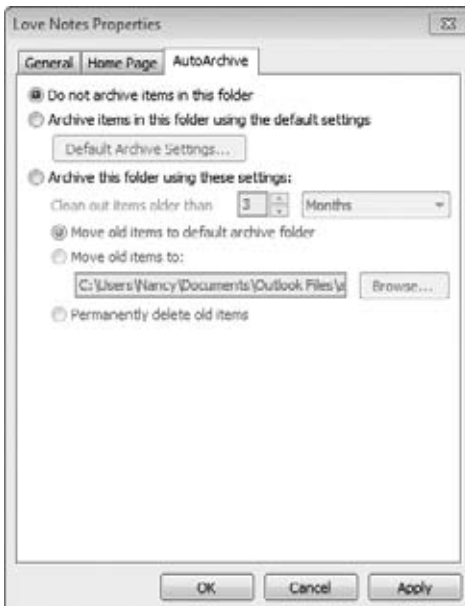 Love Notes Properties
General Home Page AutoArchive
Do not archive items in this folder
Archive items in this folder using the default settings
Default Archive Settings...
Archive this folder using these settings:
Clean out items older than 3 Months
Move old items to default archive folder
Move old items to:
C:\Users\Nancy\Documents\Outlook Files\a Browse...
Permanently delete old items
OK Cancel Apply